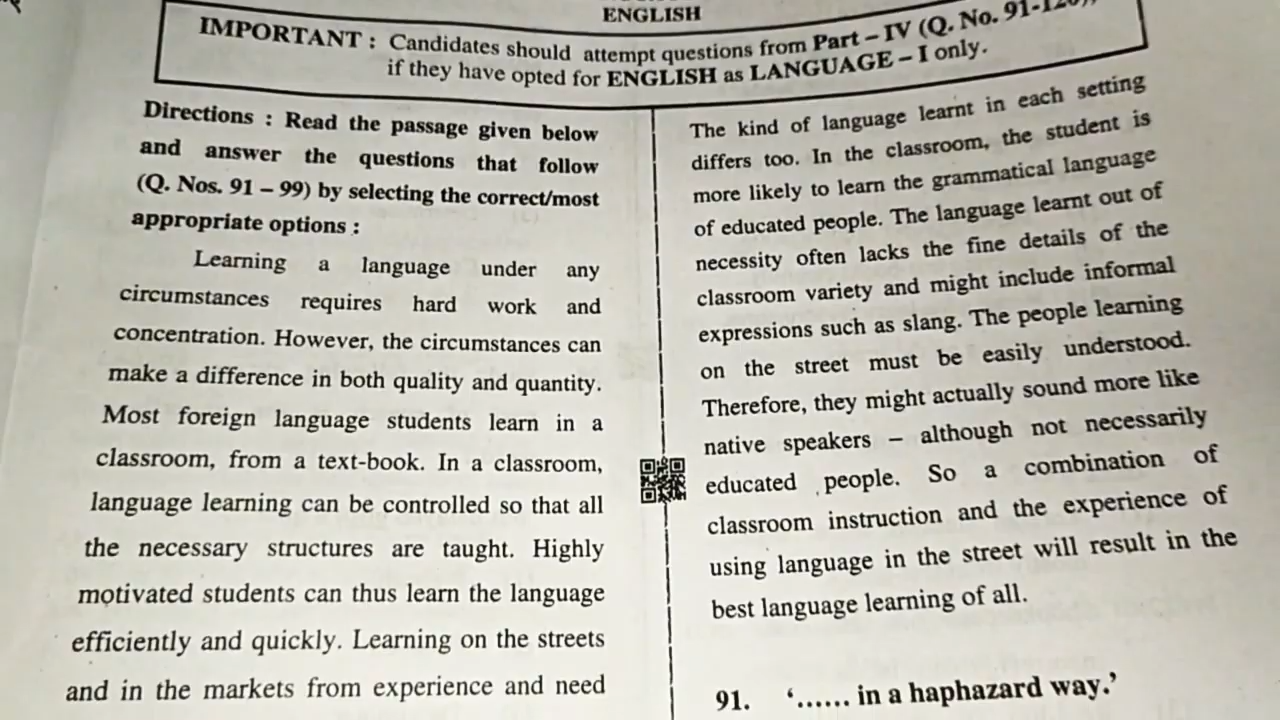 ENGLISH
IMPORTANT : Candidates should attempt questions from Part – IV (Q. No. 91-120),
if they have opted for ENGLISH as LANGUAGE – I only.
Directions : Read the passage given below
and answer the questions that follow
(Q. Nos. 91 – 99) by selecting the correct/most
appropriate options :
Learning a language under any
circumstances requires hard work and
concentration. However, the circumstances can
make a difference in both quality and quantity.
Most foreign language students learn in a
classroom, from a text-book. In a classroom,
language learning can be controlled so that all
the necessary structures are taught. Highly
motivated students can thus learn the language
efficiently and quickly. Learning on the streets
and in the markets from experience and need
The kind of language learnt in each setting
differs too. In the classroom, the student is
more likely to learn the grammatical language
of educated people. The language learnt out of
necessity often lacks the fine details of the
classroom variety and might include informal
expressions such as slang. The people learning
on the street must be easily understood.
Therefore, they might actually sound more like
native speakers – although not necessarily
educated people. So a combination of
classroom instruction and the experience of
using language in the street will result in the
best language learning of all.
91. ‘...... in a haphazard way.’